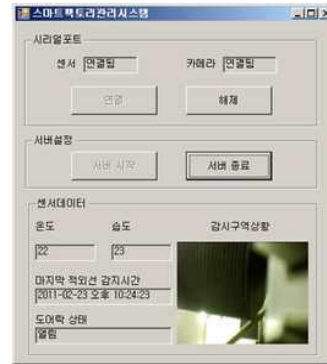 스마트팩토리관리시스템
시리얼포트
센서 연결됨 카메라 연결됨
연결 해제
서버설정
서버 시작 서버 종료
센서데이터
온도 습도 감시구역상황
22 23
마지막 적외선 감지시간
2011-02-23 오후 10:24:23
도어락 상태
열림